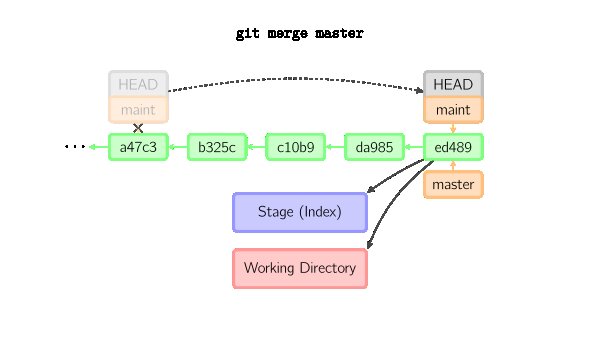 git merge master
HEAD
HEAD
maint
maint
...
a47c3
b325c
c10b9
da985
ed489
master
Stage (Index)
Working Directory